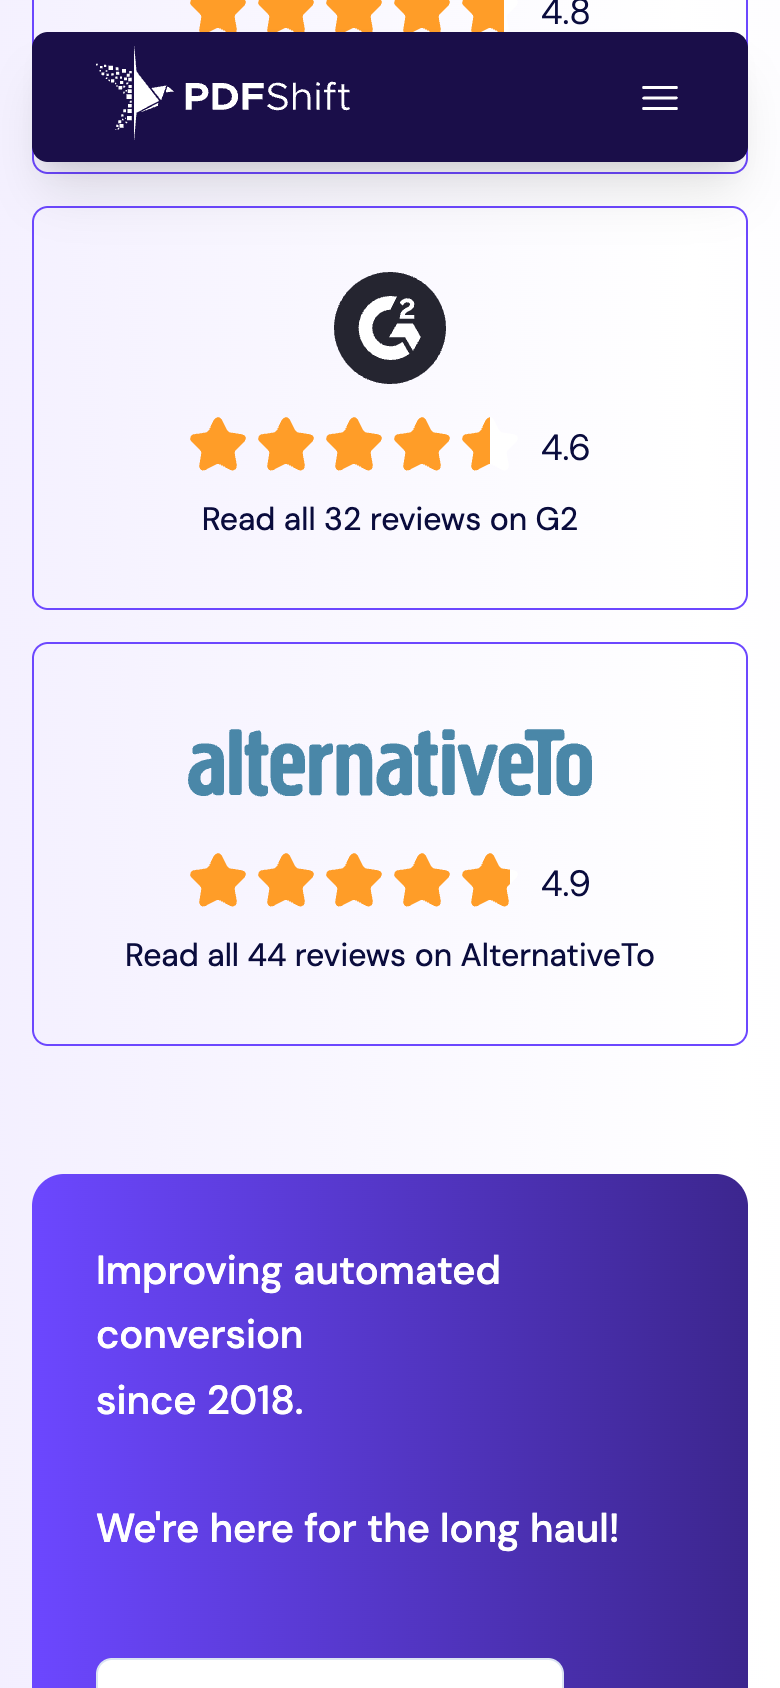 4.8
PDFShift
G2
4.6
Read all 32 reviews on G2
alternativeTo
4.9
Read all 44 reviews on AlternativeTo
Improving automated
conversion
since 2018.
We're here for the long haul!